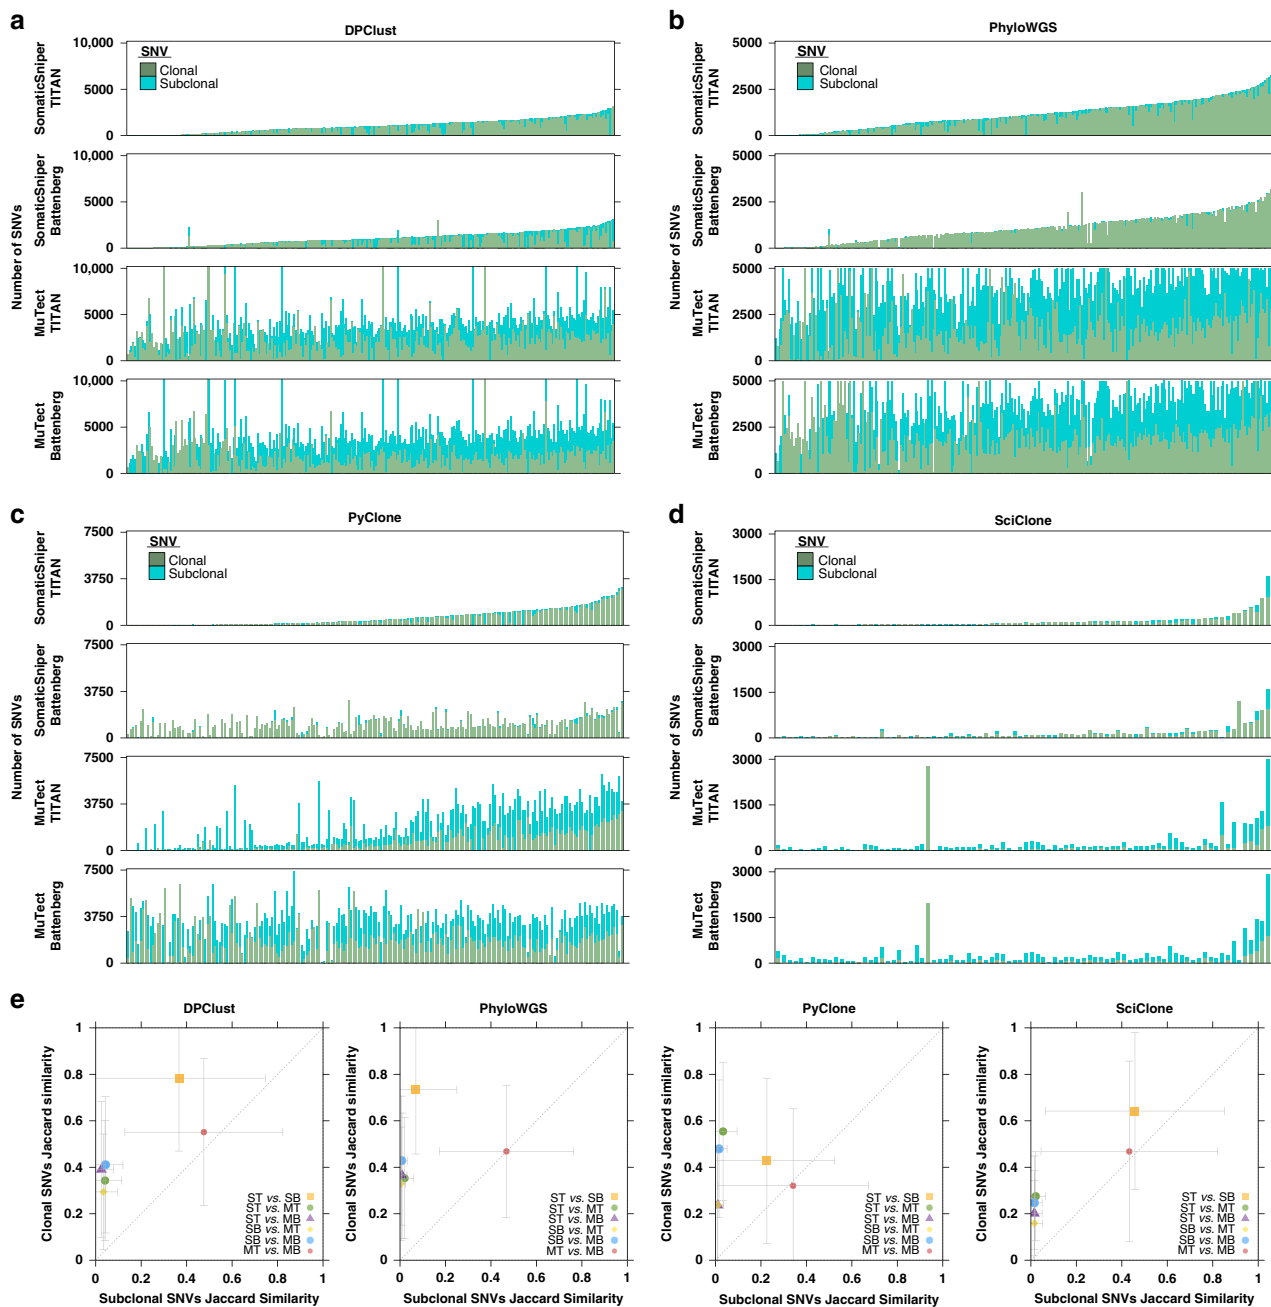 a
DPClust
SNV
Clonal
Subclonal
10,000
5000
0
SomaticSniper
TITAN
10,000
5000
0
SomaticSniper
Battenberg
10,000
5000
0
MuTect
TITAN
10,000
5000
0
MuTect
Battenberg
Number of SNVs
b
PhyloWGS
SNV
Clonal
Subclonal
5000
2500
0
SomaticSniper
TITAN
5000
2500
0
SomaticSniper
Battenberg
5000
2500
0
MuTect
TITAN
5000
2500
0
MuTect
Battenberg
Number of SNVs
c
PyClone
SNV
Clonal
Subclonal
7500
3750
0
SomaticSniper
TITAN
7500
3750
0
SomaticSniper
Battenberg
7500
3750
0
MuTect
TITAN
7500
3750
0
MuTect
Battenberg
Number of SNVs
d
SciClone
SNV
Clonal
Subclonal
3000
1500
0
SomaticSniper
TITAN
3000
1500
0
SomaticSniper
Battenberg
3000
1500
0
MuTect
TITAN
3000
1500
0
MuTect
Battenberg
Number of SNVs
e
DPClust
Clonal SNVs Jaccard similarity
1
0.8
0.6
0.4
0.2
0
ST vs. SB
ST vs. MT
ST vs. MB
SB vs. MT
SB vs. MB
MT vs. MB
0 0.2 0.4 0.6 0.8 1
Subclonal SNVs Jaccard Similarity
PhyloWGS
Clonal SNVs Jaccard similarity
1
0.8
0.6
0.4
0.2
0
ST vs. SB
ST vs. MT
ST vs. MB
SB vs. MT
SB vs. MB
MT vs. MB
0 0.2 0.4 0.6 0.8 1
Subclonal SNVs Jaccard Similarity
PyClone
Clonal SNVs Jaccard similarity
1
0.8
0.6
0.4
0.2
0
ST vs. SB
ST vs. MT
ST vs. MB
SB vs. MT
SB vs. MB
MT vs. MB
0 0.2 0.4 0.6 0.8 1
Subclonal SNVs Jaccard Similarity
SciClone
Clonal SNVs Jaccard similarity
1
0.8
0.6
0.4
0.2
0
ST vs. SB
ST vs. MT
ST vs. MB
SB vs. MT
SB vs. MB
MT vs. MB
0 0.2 0.4 0.6 0.8 1
Subclonal SNVs Jaccard Similarity